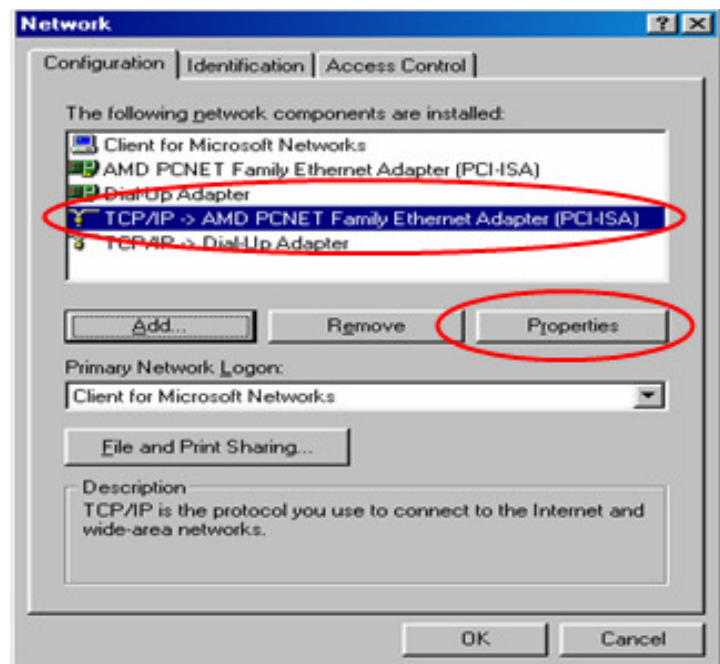 Network
Configuration
Identification
Access Control
The following network components are installed:
Client for Microsoft Networks
AMD PCNET Family Ethernet Adapter (PCI-ISA)
Dial-Up Adapter
TCP/IP -> AMD PCNET Family Ethernet Adapter (PCI-ISA)
TCP/IP -> Dial-Up Adapter
Add...
Remove
Properties
Primary Network Logon:
Client for Microsoft Networks
File and Print Sharing...
Description
TCP/IP is the protocol you use to connect to the Internet and
wide-area networks.
OK
Cancel